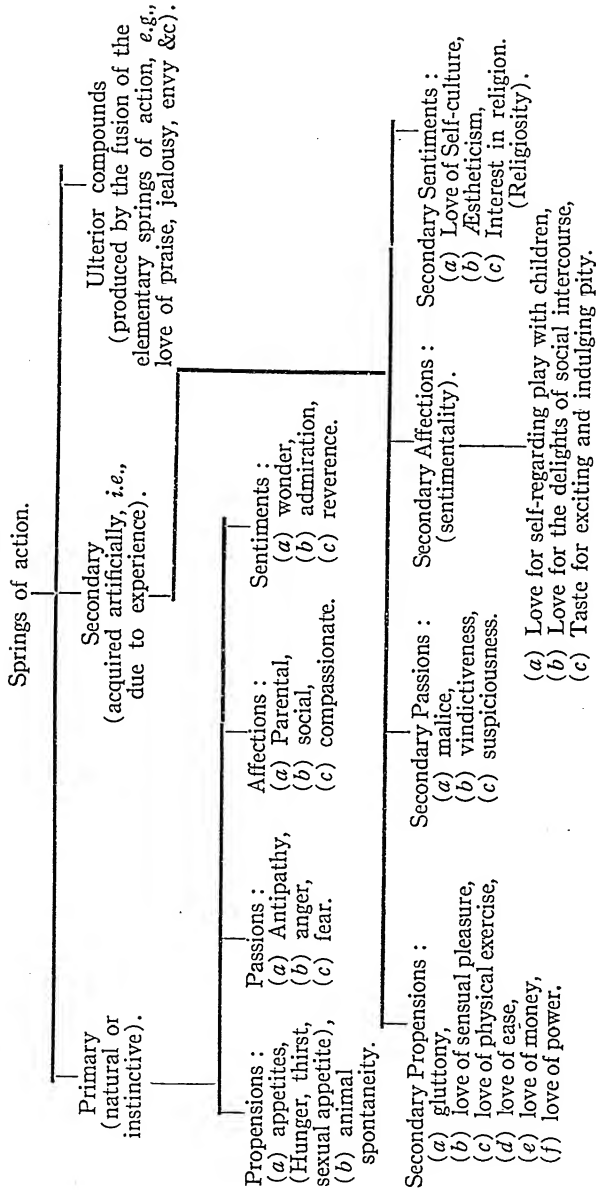 Springs of action.
Primary
(natural or
instinctive).
Secondary
(acquired artificially, i.e.,
due to experience).
Ulterior compounds
(produced by the fusion of the
elementary springs of action, e.g.,
love of praise, jealousy, envy &c).
Propensions :
(a) appetites,
(Hunger, thirst,
sexual appetite),
(b) animal
spontaneity.
Passions :
(a) Antipathy,
(b) anger,
(c) fear.
Affections :
(a) Parental,
(b) social,
(c) compassionate.
Sentiments :
(a) wonder,
(b) admiration,
(c) reverence.
Secondary Propensions :
(a) gluttony,
(b) love of sensual pleasure,
(c) love of physical exercise,
(d) love of ease,
(e) love of money,
(f) love of power.
Secondary Passions :
(a) malice,
(b) vindictiveness,
(c) suspiciousness.
Secondary Affections :
(sentimentality).
(a) Love for self-regarding play with children,
(b) Love for the delights of social intercourse,
(c) Taste for exciting and indulging pity.
Secondary Sentiments :
(a) Love of Self-culture,
(b) Æstheticism,
(c) Interest in religion.
(Religiosity).